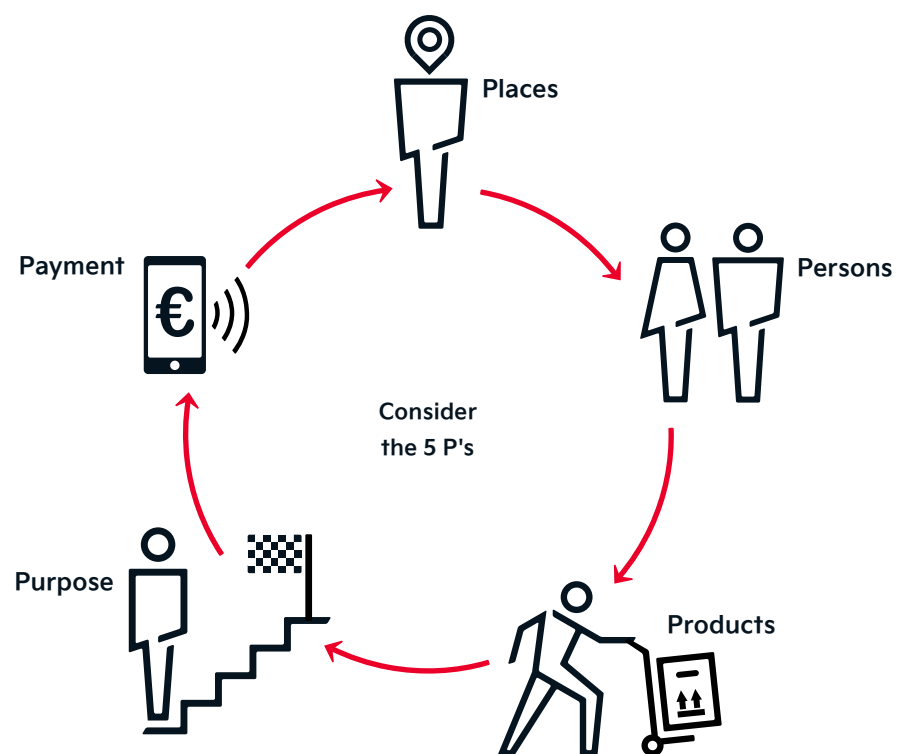 Places
Persons
Payment
€
Consider
the 5 P's
Purpose
Products